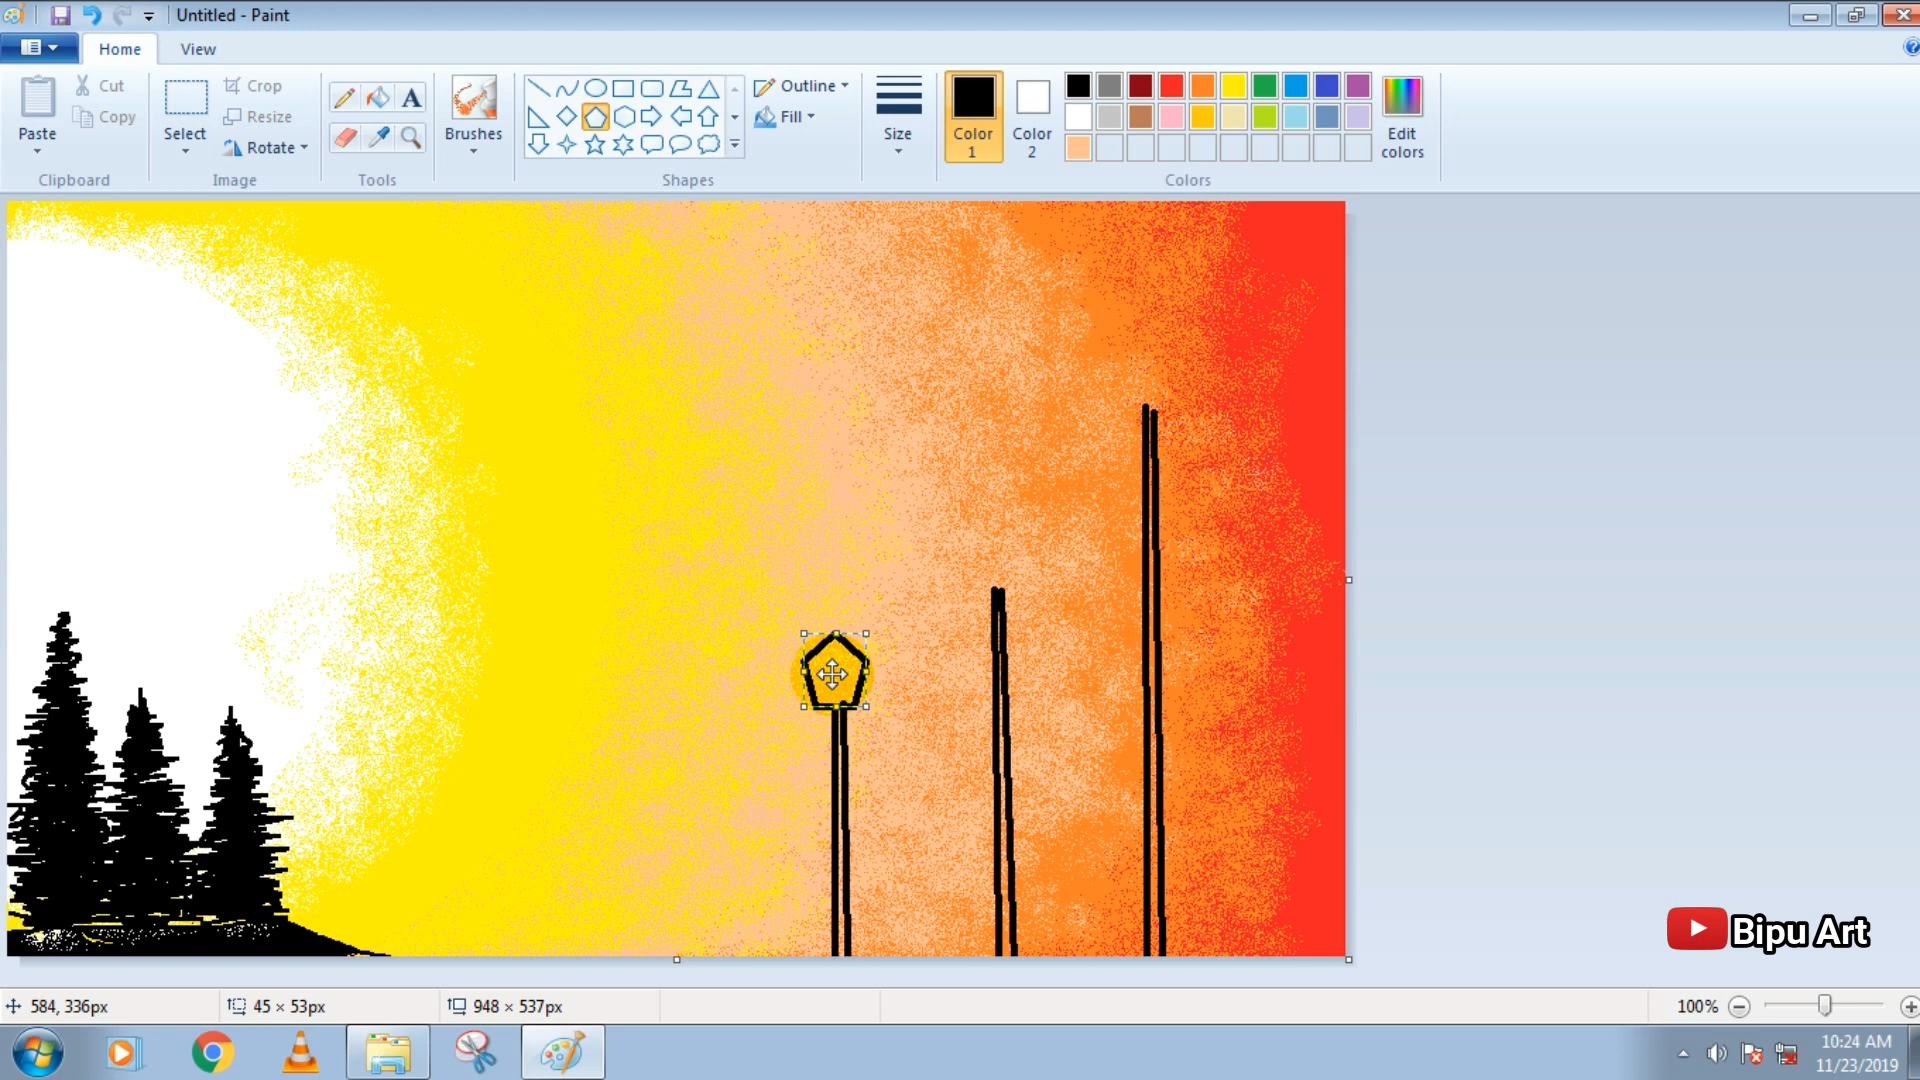 Untitled - Paint
Home View
Paste
Cut
Copy
Clipboard
Select
Crop
Resize
Rotate
Image
A
Tools
Brushes
Outline
Fill
Shapes
Size
Color 1
Color 2
Edit colors
Colors
584, 336px
45 × 53px
948 × 537px
100%
Bipu Art
10:24 AM
11/23/2019